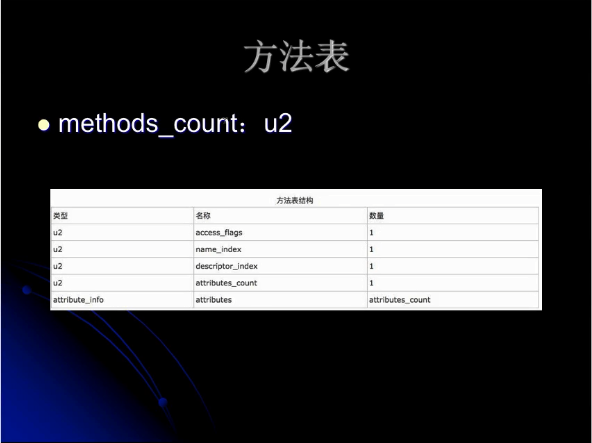 方法表
methods_count：u2
方法表结构
类型 名称 数量
u2 access_flags 1
u2 name_index 1
u2 descriptor_index 1
u2 attributes_count 1
attribute_info attributes attributes_count